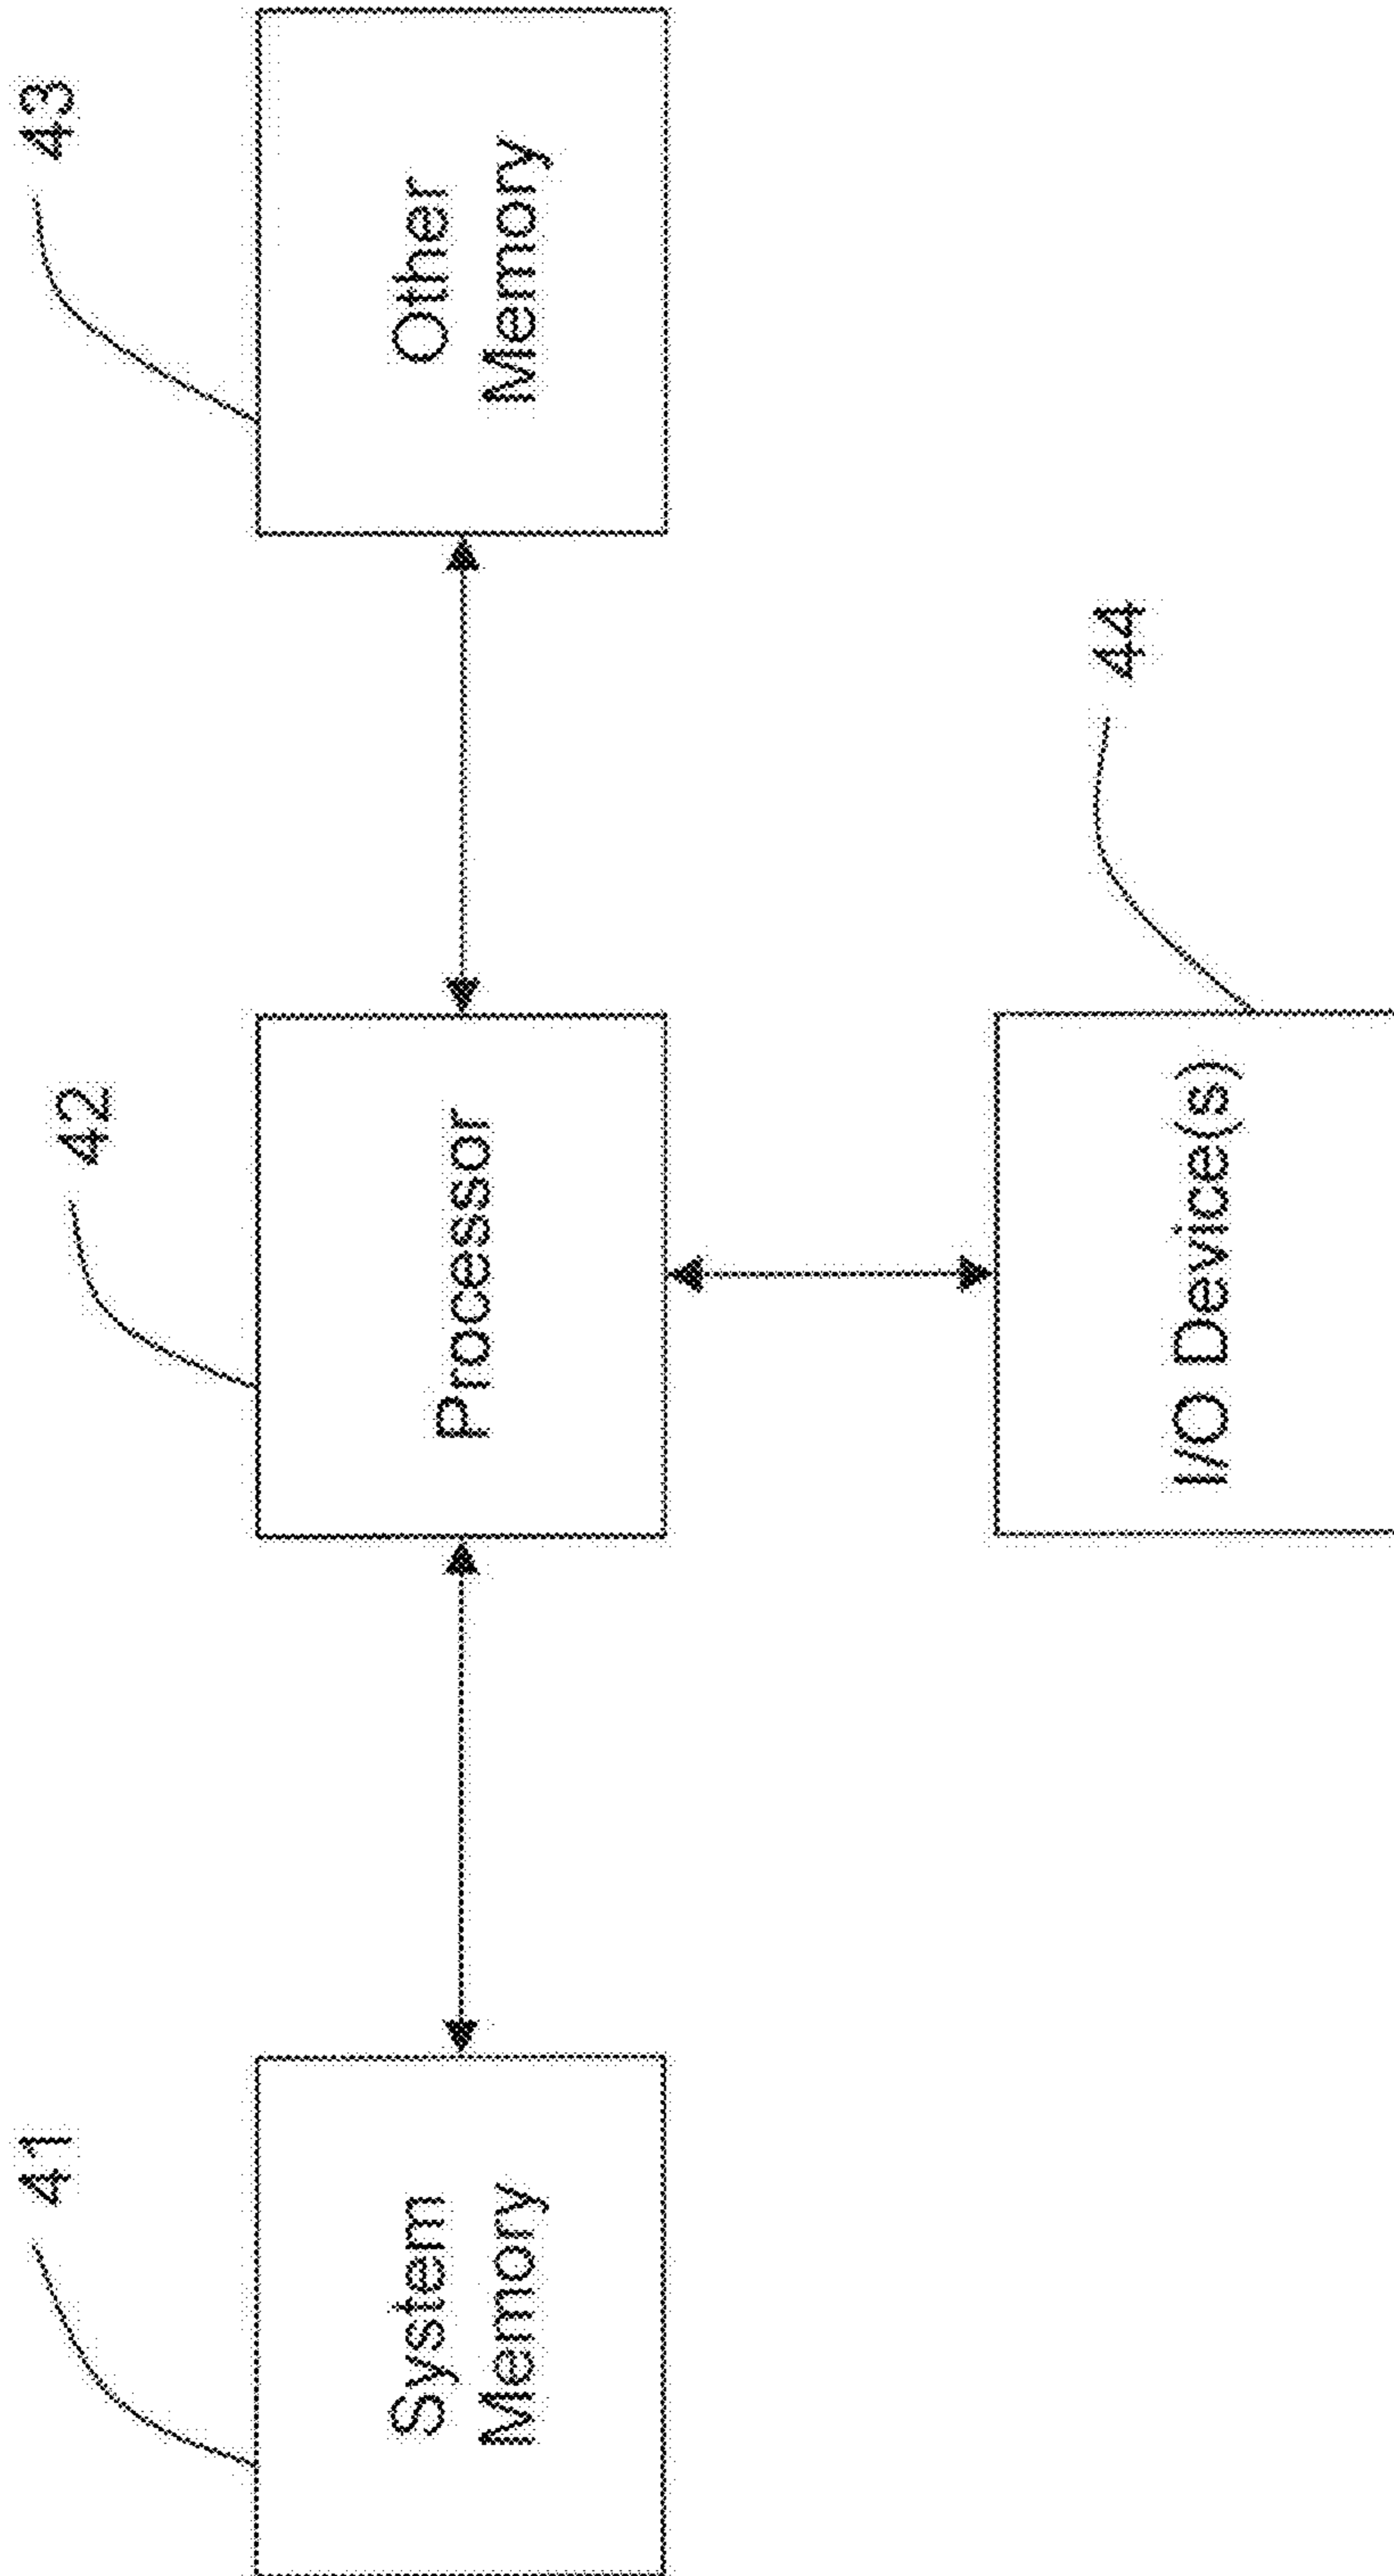 41
System
Memory
42
Processor
43
Other
Memory
44
I/O Device(s)